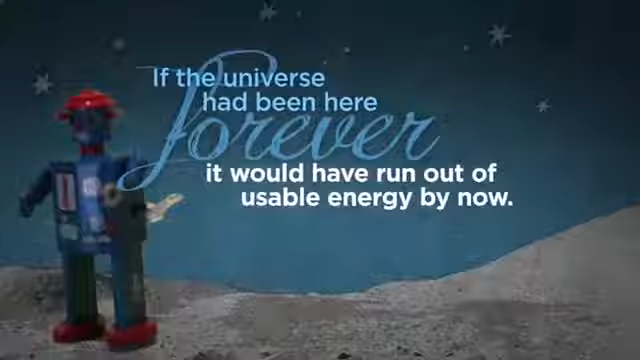 If the universe
had been here
forever
it would have run out of
usable energy by now.